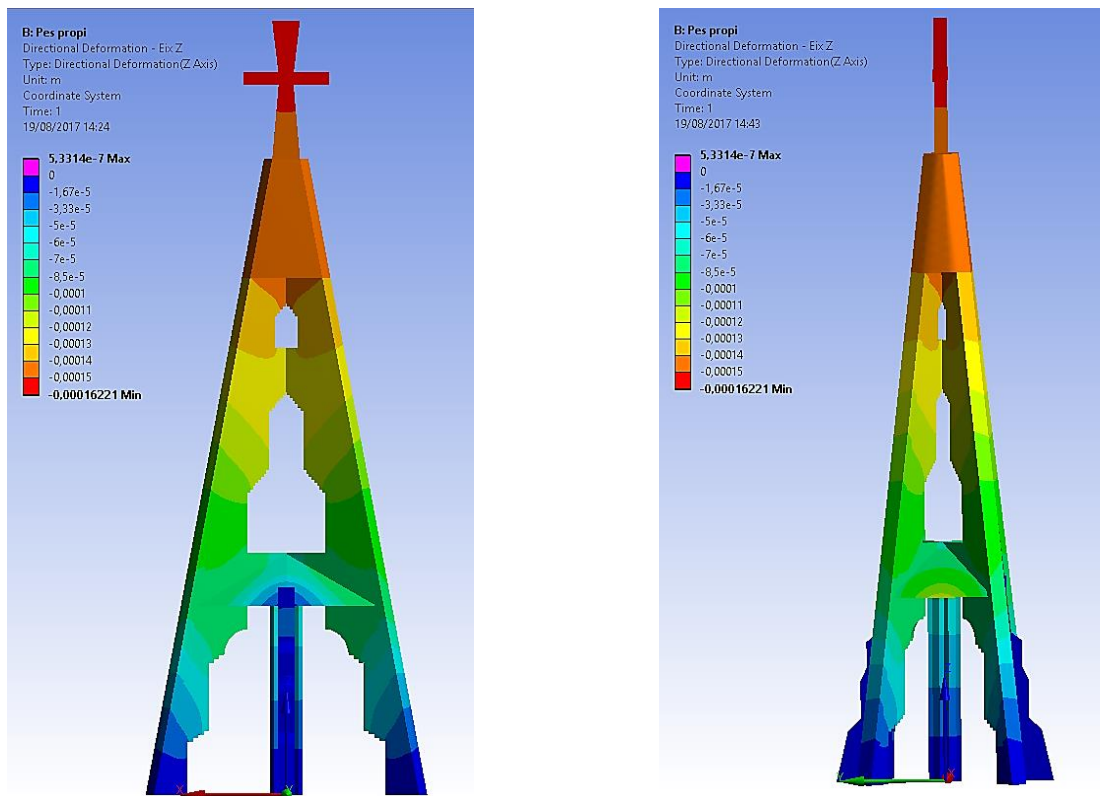 B: Pes propi
Directional Deformation - Eix Z
Type: Directional Deformation(Z Axis)
Unit: m
Coordinate System
Time: 1
19/08/2017 14:24
5,3314e-7 Max
0
-1,67e-5
-3,33e-5
-5e-5
-6e-5
-7e-5
-8,5e-5
-0,0001
-0,00011
-0,00012
-0,00013
-0,00014
-0,00015
-0,00016221 Min
X
Y
B: Pes propi
Directional Deformation - Eix Z
Type: Directional Deformation(Z Axis)
Unit: m
Coordinate System
Time: 1
19/08/2017 14:43
5,3314e-7 Max
0
-1,67e-5
-3,33e-5
-5e-5
-6e-5
-7e-5
-8,5e-5
-0,0001
-0,00011
-0,00012
-0,00013
-0,00014
-0,00015
-0,00016221 Min
Z
Y
X